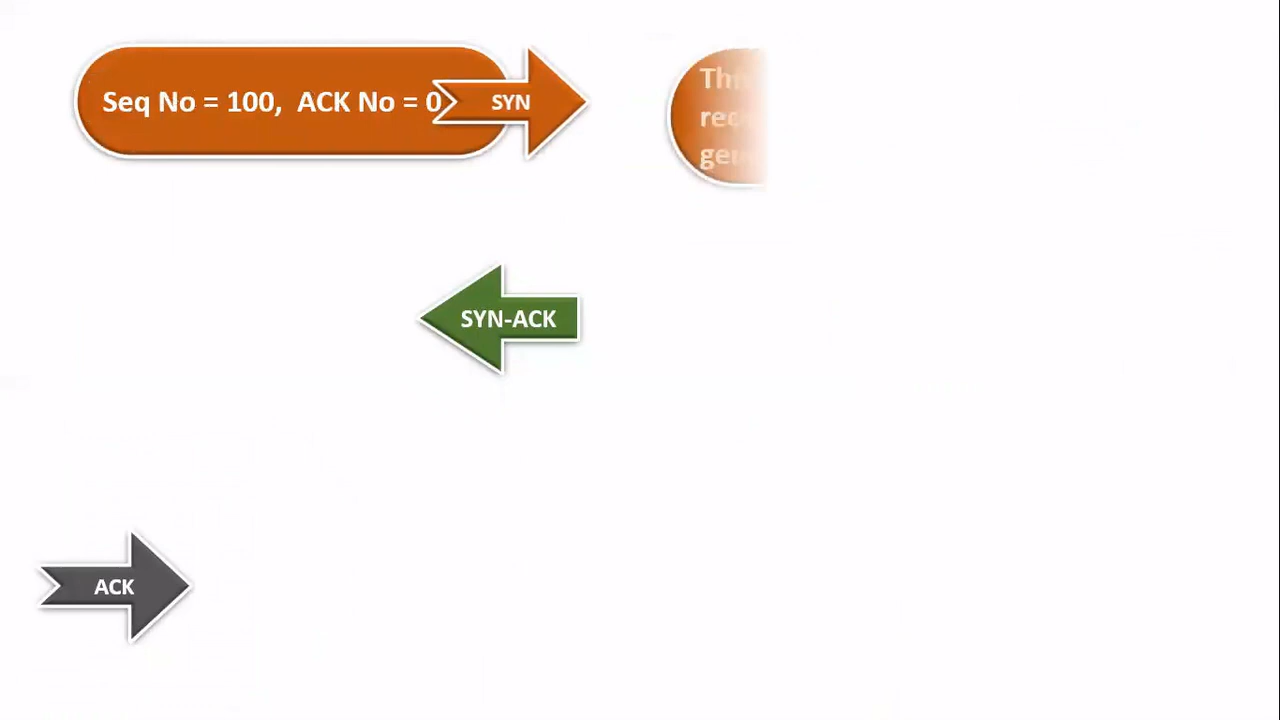 Seq No = 100, ACK No = 0
SYN
SYN-ACK
ACK